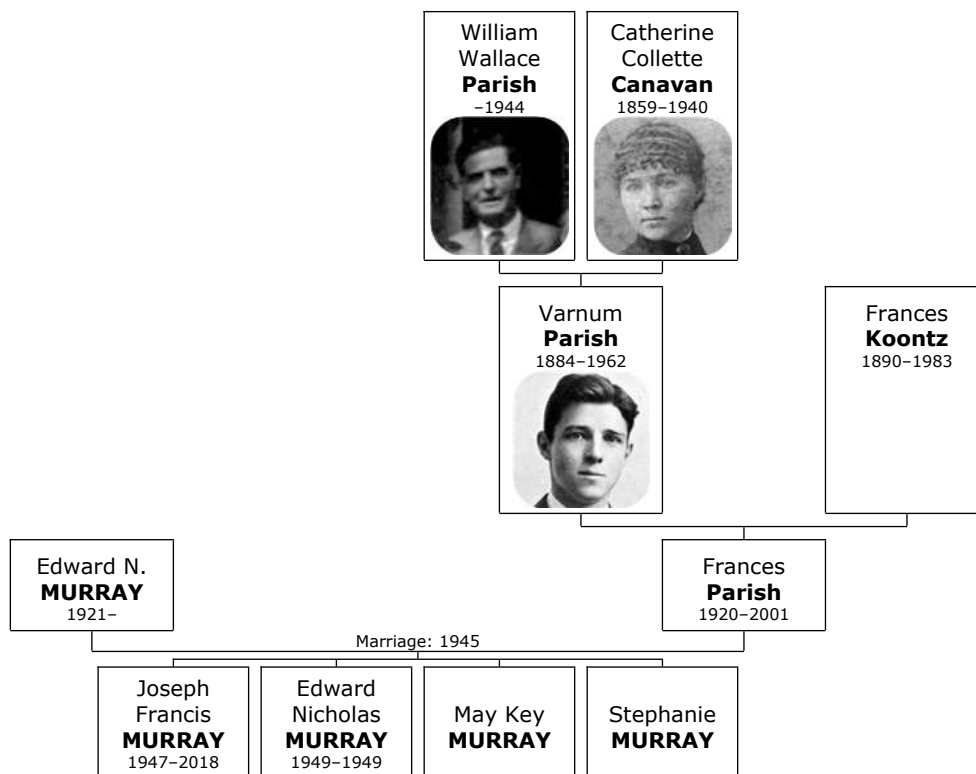 William
Wallace
Parish
–1944
Catherine
Collette
Canavan
1859–1940
Varnum
Parish
1884–1962
Frances
Koontz
1890–1983
Edward N.
MURRAY
1921–
Frances
Parish
1920–2001
Marriage: 1945
Joseph
Francis
MURRAY
1947–2018
Edward
Nicholas
MURRAY
1949–1949
May Key
MURRAY
Stephanie
MURRAY